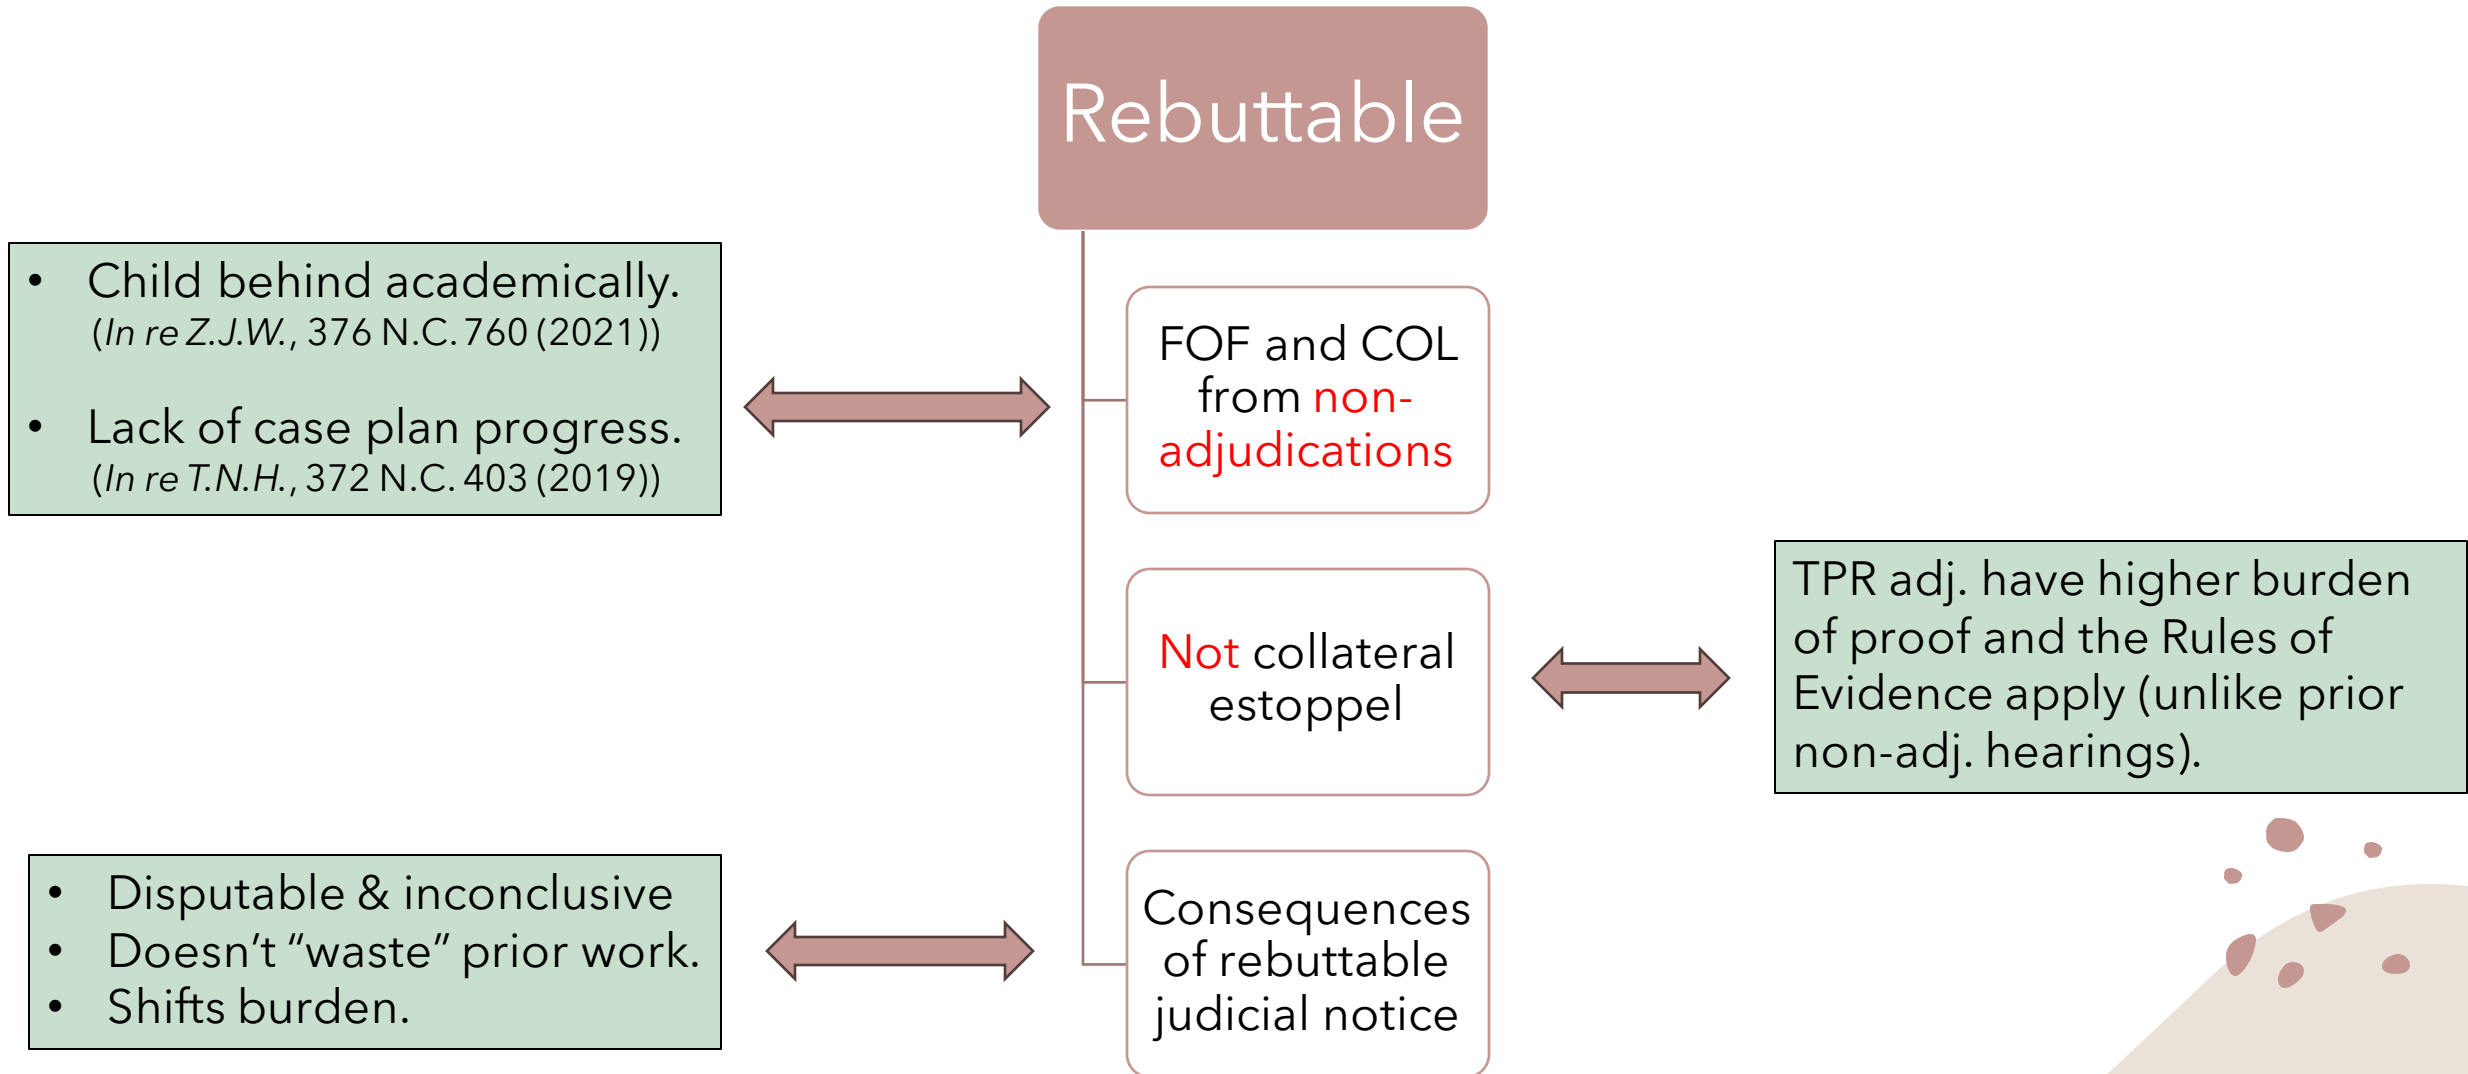 Rebuttable
• Child behind academically.
(In re Z.J.W., 376 N.C. 760 (2021))
• Lack of case plan progress.
(In re T.N.H., 372 N.C. 403 (2019))
FOF and COL
from non-
adjudications
Not collateral
estoppel
TPR adj. have higher burden
of proof and the Rules of
Evidence apply (unlike prior
non-adj. hearings).
• Disputable & inconclusive
• Doesn’t “waste” prior work.
• Shifts burden.
Consequences
of rebuttable
judicial notice